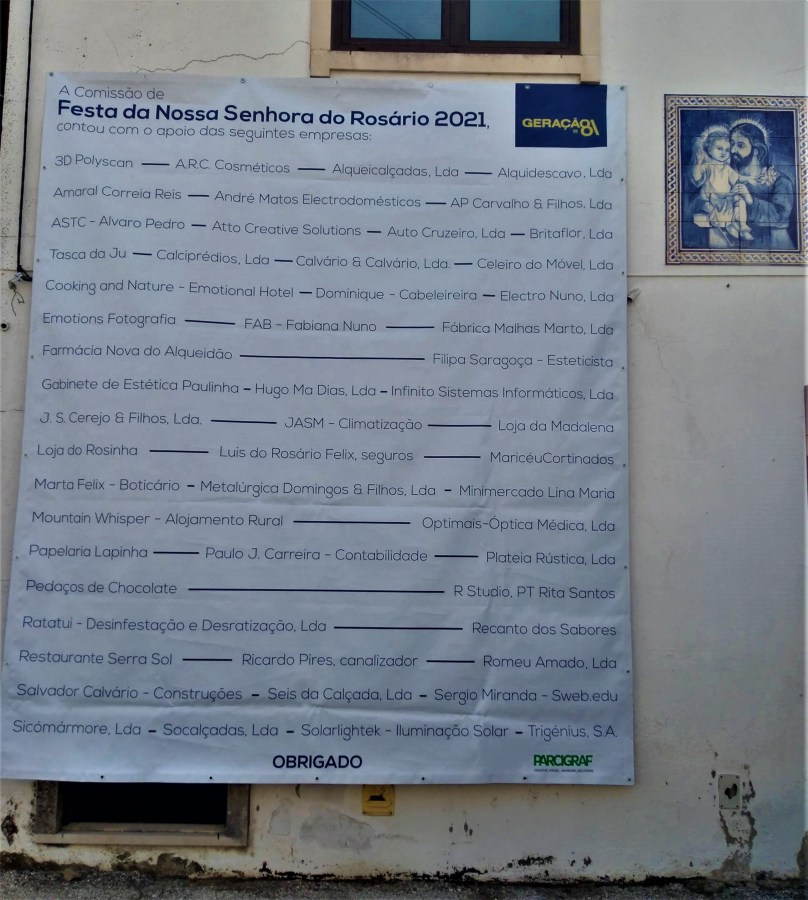 A Comissão de
Festa da Nossa Senhora do Rosário 2021,
contou com o apoio das seguintes empresas:
GERAÇÃO DE 81
3D Polyscan — A.R.C. Cosméticos — Alqueicalçadas, Lda — Alquidescavo, Lda
Amaral Correia Reis — André Matos Electrodomésticos — AP Carvalho & Filhos, Lda
ASTC - Alvaro Pedro — Atto Creative Solutions — Auto Cruzeiro, Lda — Britaflor, Lda
Tasca da Ju — Calciprédios, Lda — Calvário & Calvário, Lda. — Celeiro do Móvel, Lda
Cooking and Nature - Emotional Hotel — Dominique - Cabeleireira — Electro Nuno, Lda
Emotions Fotografia — FAB - Fabiana Nuno — Fábrica Malhas Marto, Lda
Farmácia Nova do Alqueidão — Filipa Saragoça - Esteticista
Gabinete de Estética Paulinha — Hugo Ma Dias, Lda — Infinito Sistemas Informáticos, Lda
J. S. Cerejo & Filhos, Lda. — JASM - Climatização — Loja da Madalena
Loja do Rosinha — Luis do Rosário Felix, seguros — MaricéuCortinados
Marta Felix - Boticário — Metalúrgica Domingos & Filhos, Lda — Minimercado Lina Maria
Mountain Whisper - Alojamento Rural — Optimais-Óptica Médica, Lda
Papelaria Lapinha — Paulo J. Carreira - Contabilidade — Plateia Rústica, Lda
Pedaços de Chocolate — R Studio, PT Rita Santos
Ratatui - Desinfestação e Desratização, Lda — Recanto dos Sabores
Restaurante Serra Sol — Ricardo Pires, canalizador — Romeu Amado, Lda
Salvador Calvário - Construções — Seis da Calçada, Lda — Sergio Miranda - Sweb.edu
Sicómármore, Lda — Socalçadas, Lda — Solarlightek - Iluminação Solar — Trigénius, S.A.
OBRIGADO
PARCIGRAF